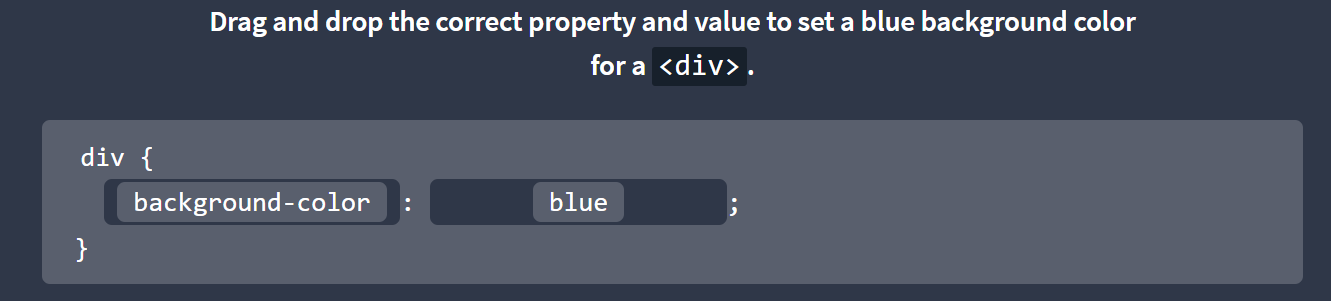 Drag and drop the correct property and value to set a blue background color
for a <div>.
div {
background-color : blue ;
}